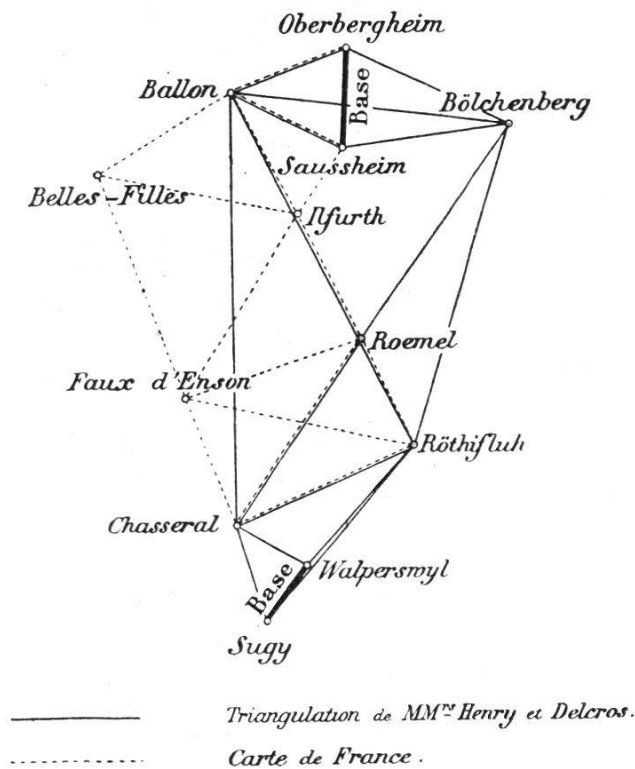 Oberbergheim
Ballon
Base
Bölchenberg
Saussheim
Belles-Filles
Ilfurth
Roemel
Faux d'Enson
Röthifluh
Chasseral
Base
Walperswyl
Sugy
Triangulation de MM.rs Henry et Delcros.
Carte de France.